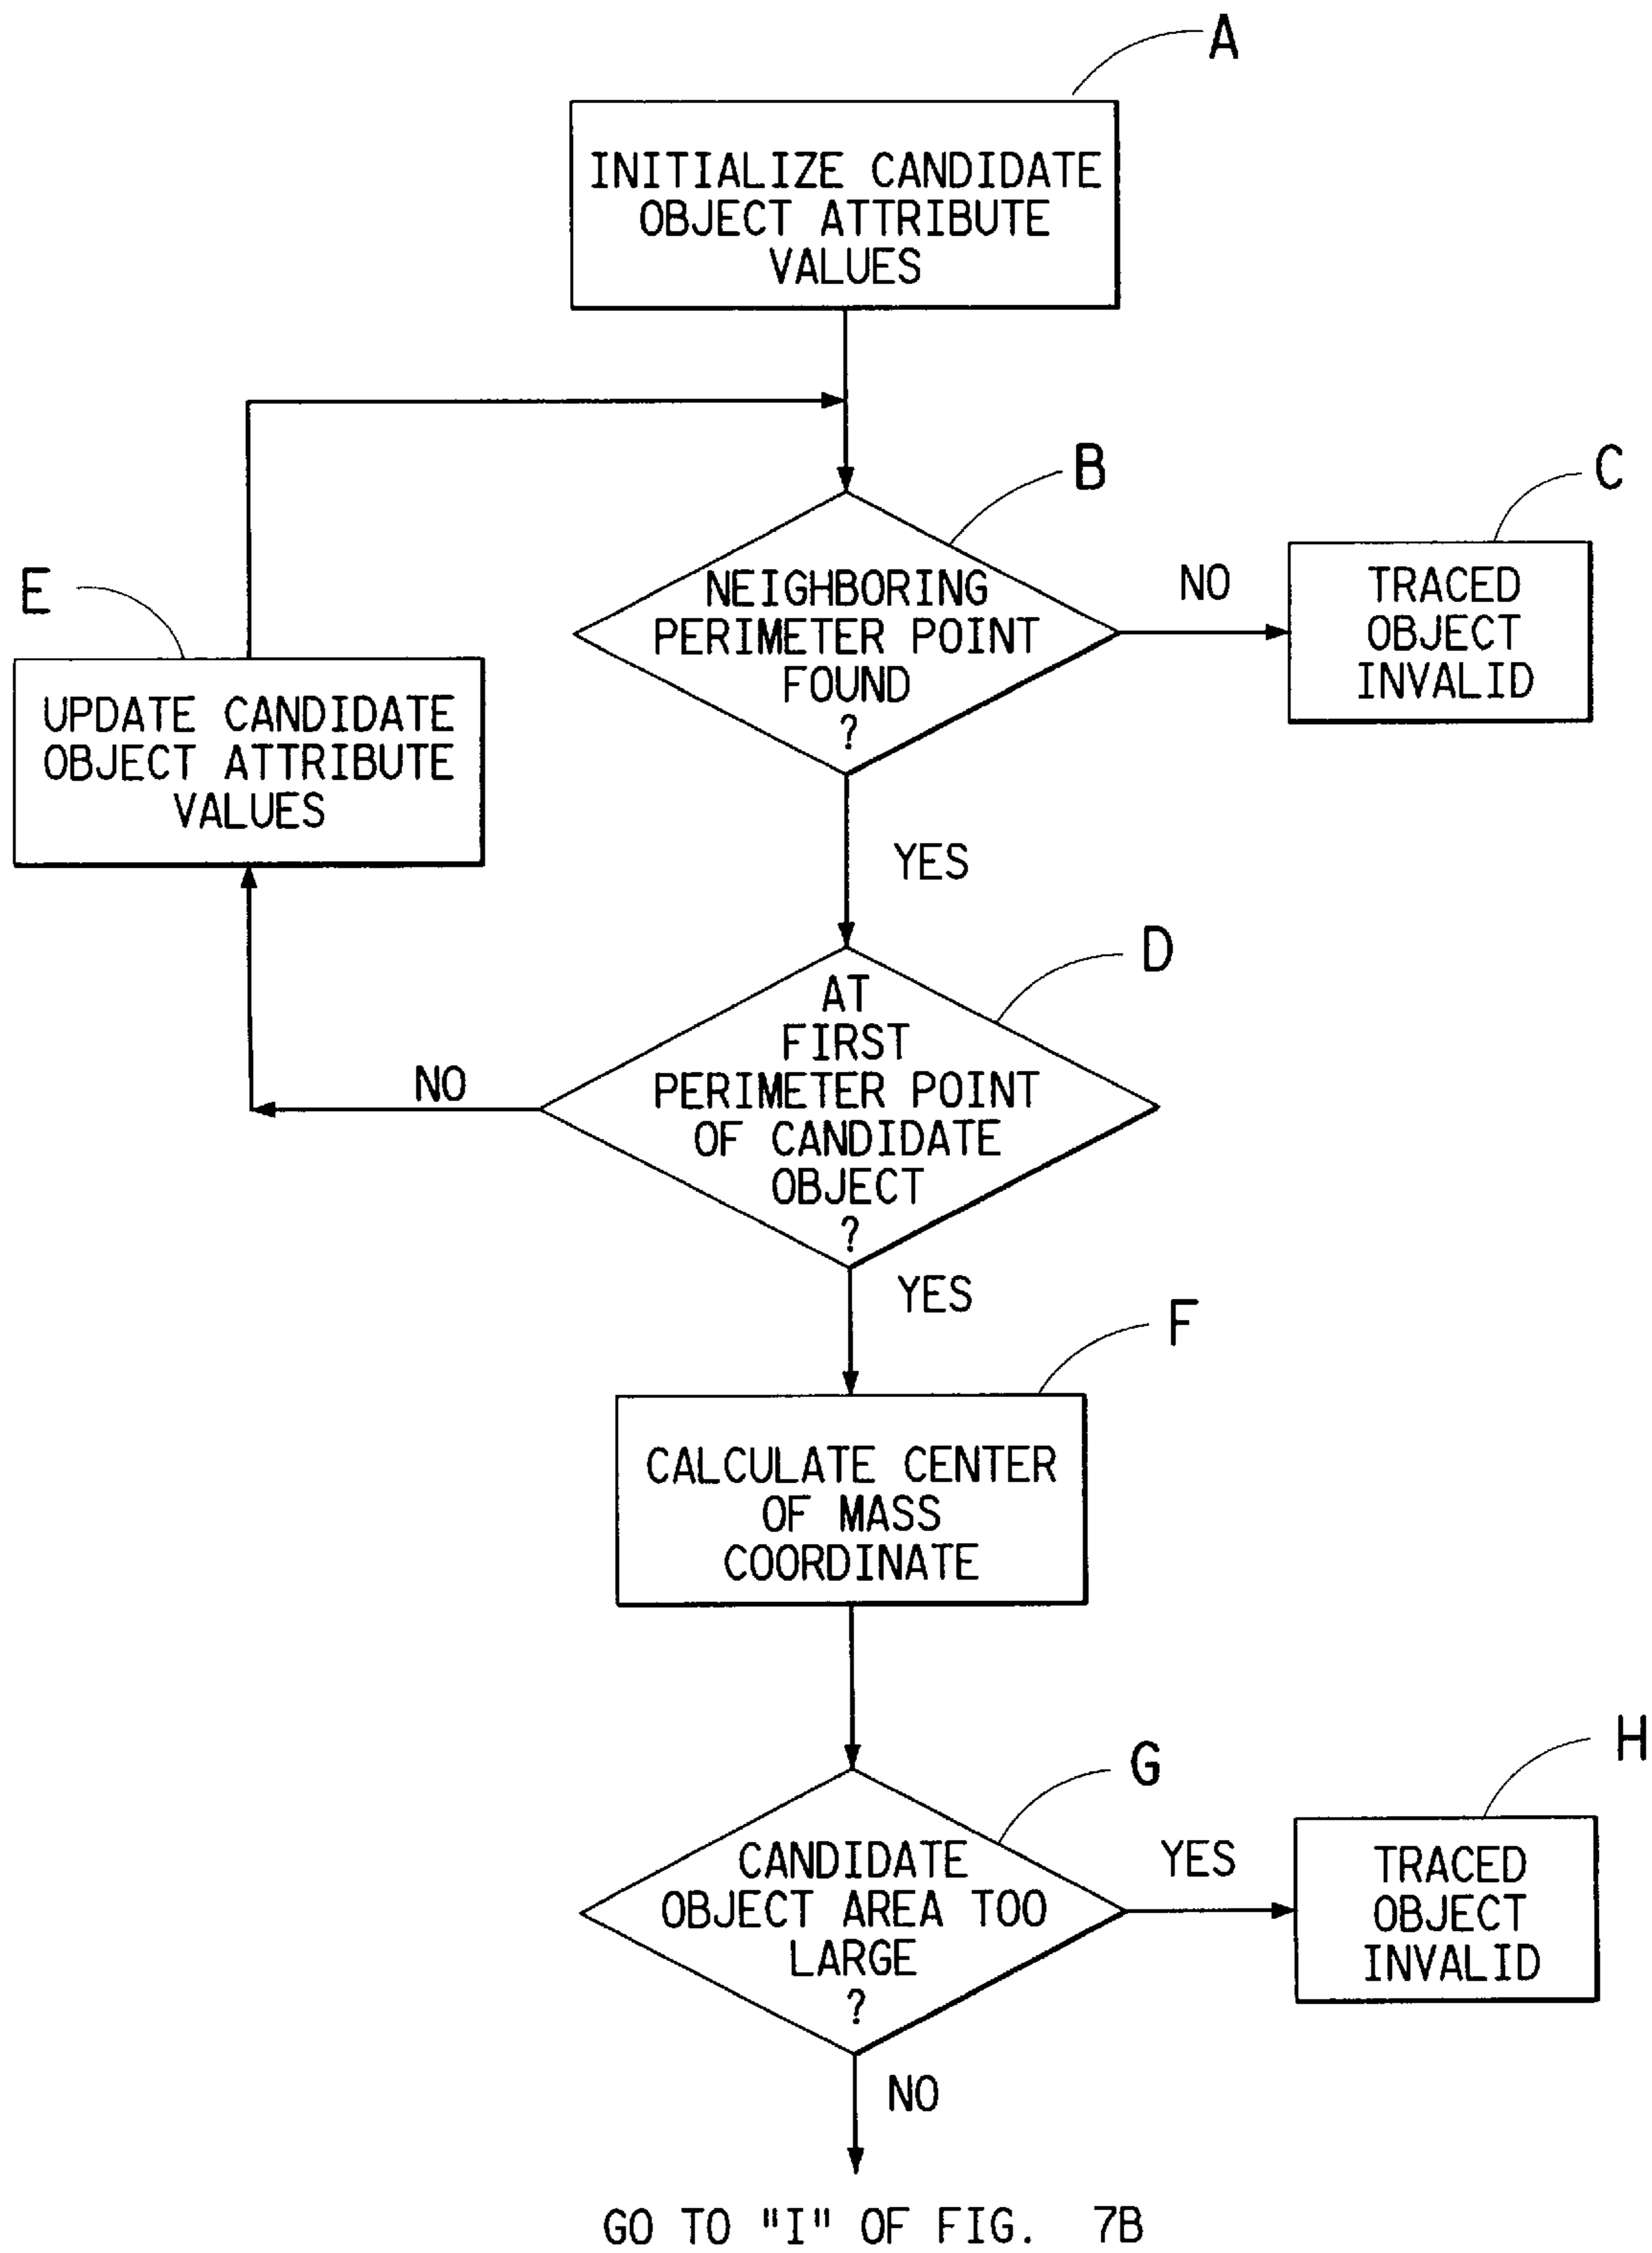 A
INITIALIZE CANDIDATE
OBJECT ATTRIBUTE
VALUES
B
C
NEIGHBORING
PERIMETER POINT
FOUND
?
NO
TRACED
OBJECT
INVALID
E
UPDATE CANDIDATE
OBJECT ATTRIBUTE
VALUES
YES
D
AT
FIRST
PERIMETER POINT
OF CANDIDATE
OBJECT
?
NO
YES
F
CALCULATE CENTER
OF MASS
COORDINATE
G
H
CANDIDATE
OBJECT AREA TOO
LARGE
?
YES
TRACED
OBJECT
INVALID
NO
GO TO "I" OF FIG. 7B